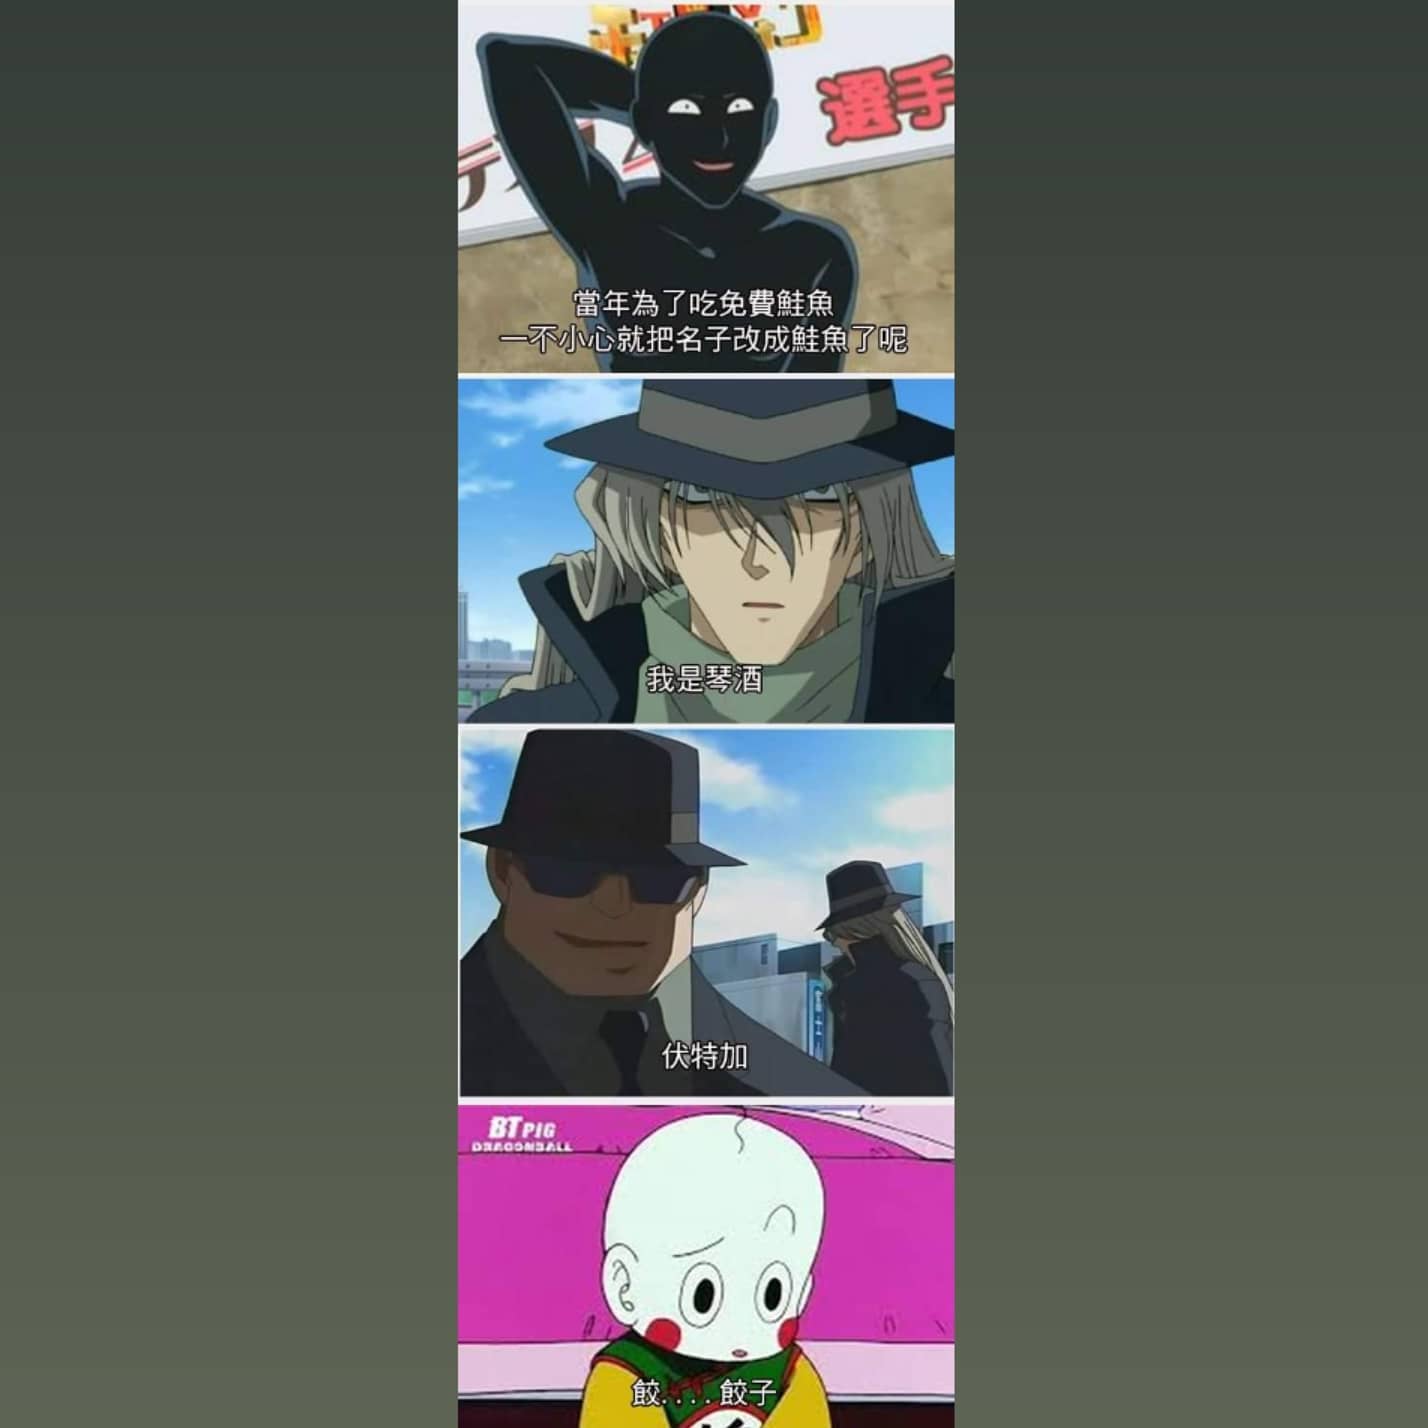 選手
當年為了吃免費鮭魚
一不小心就把名子改成鮭魚了呢
我是琴酒
伏特加
BT PIG
DRAGONBALL
餃....餃子